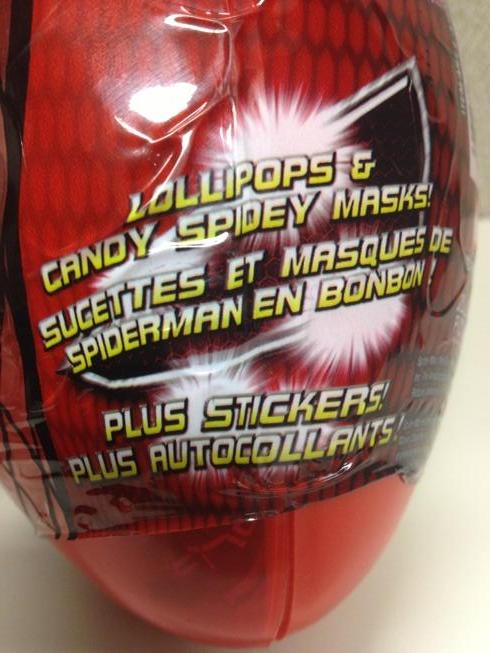 LOLLIPOPS &
CANDY SPIDEY MASKS!
SUCETTES ET MASQUES DE
SPIDERMAN EN BONBON!
PLUS STICKERS!
PLUS AUTOCOLLANTS!